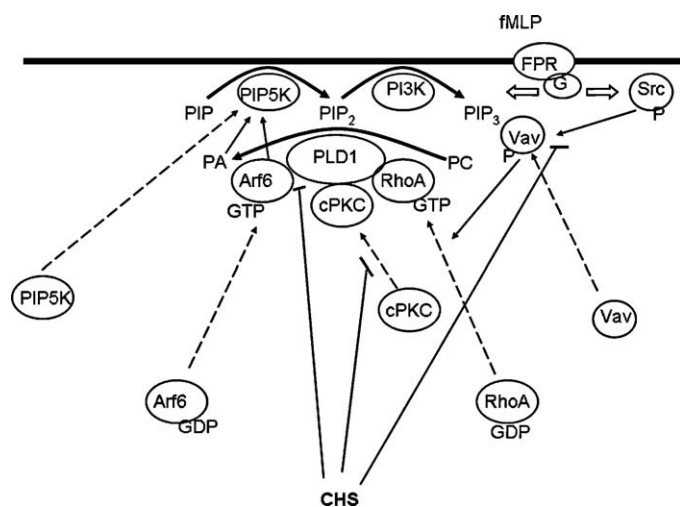 fMLP
FPR
G
Src
P
PIP
PIP5K
PIP2
PI3K
PIP3
Vav
P
PA
PLD1
PC
Arf6
GTP
cPKC
RhoA
GTP
PIP5K
cPKC
Vav
Arf6
GDP
RhoA
GDP
CHS